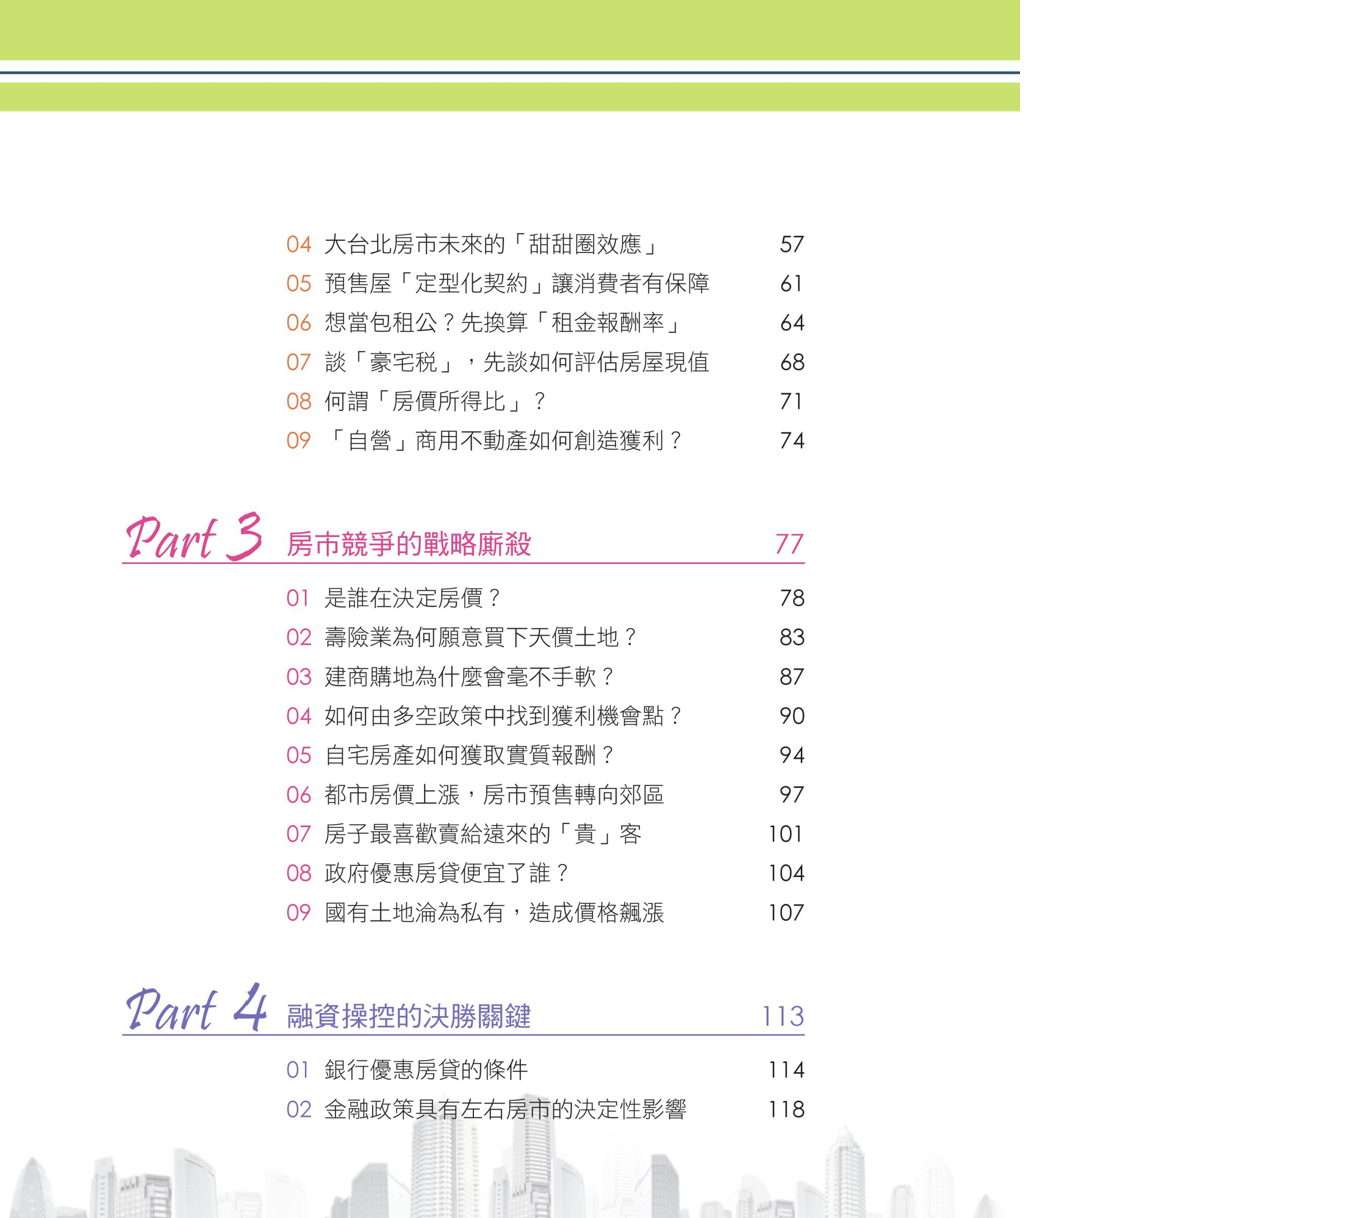 04 大台北房市未來的「甜甜圈效應」 57
05 預售屋「定型化契約」讓消費者有保障 61
06 想當包租公？先換算「租金報酬率」 64
07 談「豪宅稅」，先談如何評估房屋現值 68
08 何謂「房價所得比」？ 71
09 「自營」商用不動產如何創造獲利？ 74
Part 3 房市競爭的戰略廝殺 77
01 是誰在決定房價？ 78
02 壽險業為何願意買下天價土地？ 83
03 建商購地為什麼會毫不手軟？ 87
04 如何由多空政策中找到獲利機會點？ 90
05 自宅房產如何獲取實質報酬？ 94
06 都市房價上漲，房市預售轉向郊區 97
07 房子最喜歡賣給遠來的「貴」客 101
08 政府優惠房貸便宜了誰？ 104
09 國有土地淪為私有，造成價格飆漲 107
Part 4 融資操控的決勝關鍵 113
01 銀行優惠房貸的條件 114
02 金融政策具有左右房市的決定性影響 118